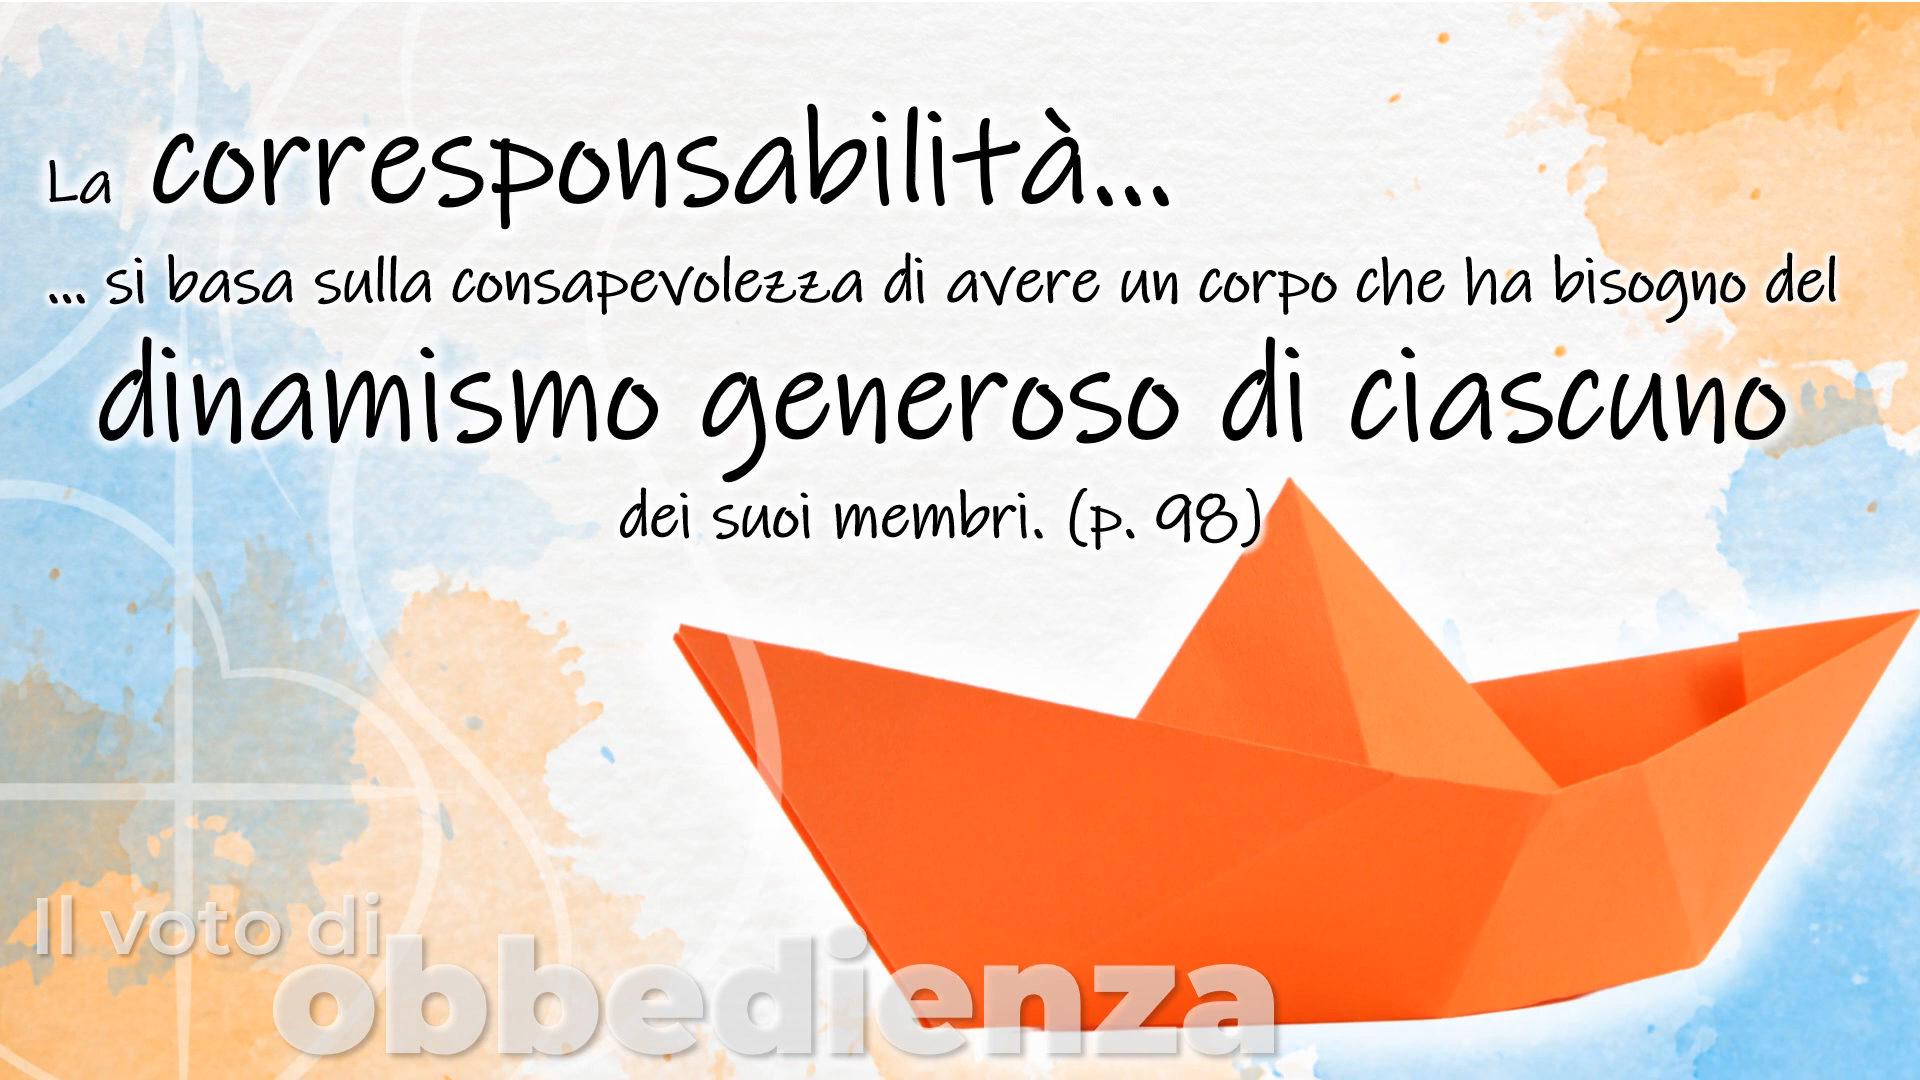 La corresponsabilità...
... si basa sulla consapevolezza di avere un corpo che ha bisogno del
dinamismo generoso di ciascuno
dei suoi membri. (p. 98)
Il voto di
obbedienza